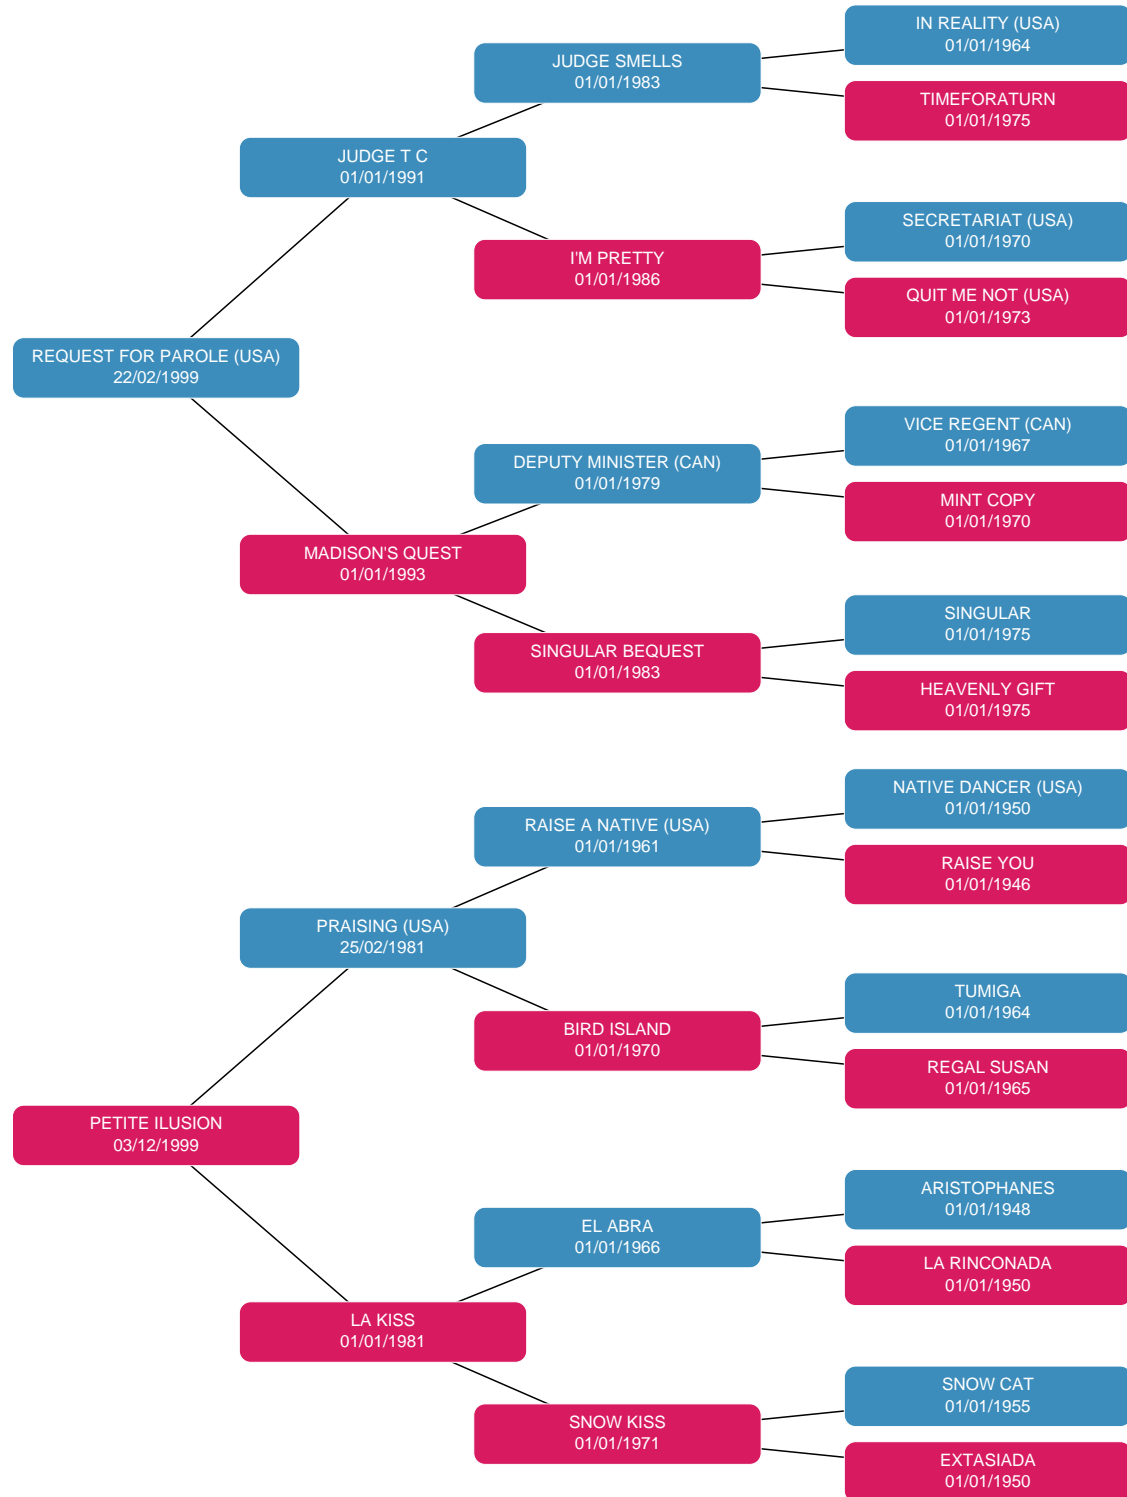 IN REALITY (USA)
01/01/1964
JUDGE SMELLS
01/01/1983
TIMEFORATURN
01/01/1975
JUDGE T C
01/01/1991
SECRETARIAT (USA)
01/01/1970
I'M PRETTY
01/01/1986
QUIT ME NOT (USA)
01/01/1973
REQUEST FOR PAROLE (USA)
22/02/1999
VICE REGENT (CAN)
01/01/1967
DEPUTY MINISTER (CAN)
01/01/1979
MINT COPY
01/01/1970
MADISON'S QUEST
01/01/1993
SINGULAR
01/01/1975
SINGULAR BEQUEST
01/01/1983
HEAVENLY GIFT
01/01/1975
NATIVE DANCER (USA)
01/01/1950
RAISE A NATIVE (USA)
01/01/1961
RAISE YOU
01/01/1946
PRAISING (USA)
25/02/1981
TUMIGA
01/01/1964
BIRD ISLAND
01/01/1970
REGAL SUSAN
01/01/1965
PETITE ILUSION
03/12/1999
ARISTOPHANES
01/01/1948
EL ABRA
01/01/1966
LA RINCONADA
01/01/1950
LA KISS
01/01/1981
SNOW CAT
01/01/1955
SNOW KISS
01/01/1971
EXTASIADA
01/01/1950